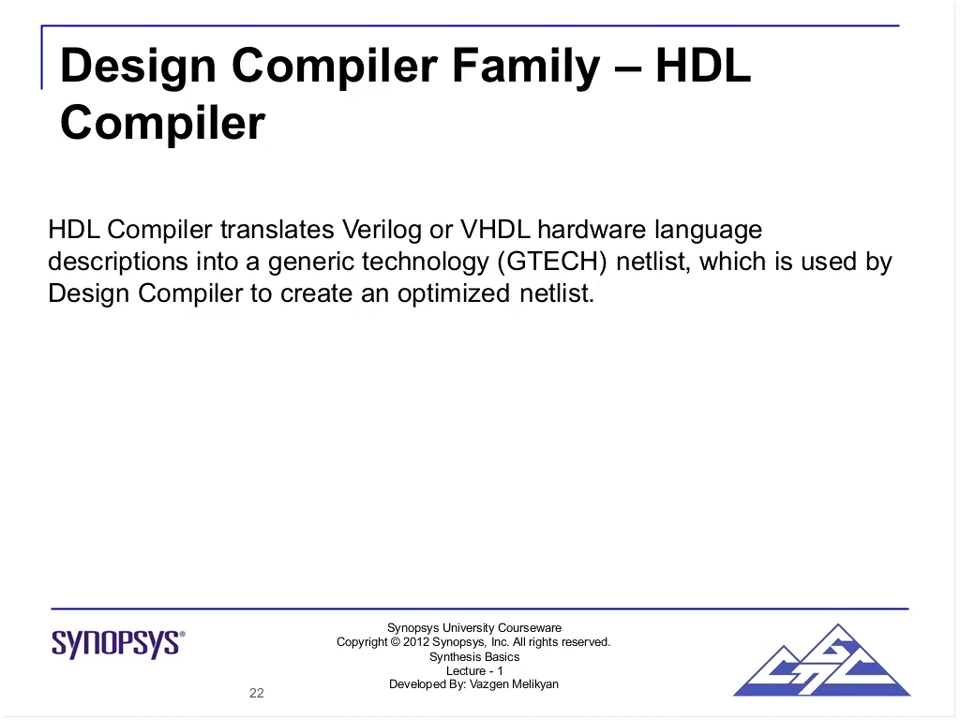 Design Compiler Family – HDL
Compiler
HDL Compiler translates Verilog or VHDL hardware language
descriptions into a generic technology (GTECH) netlist, which is used by
Design Compiler to create an optimized netlist.
SYNOPSYS®
Synopsys University Courseware
Copyright © 2012 Synopsys, Inc. All rights reserved.
Synthesis Basics
Lecture - 1
Developed By: Vazgen Melikyan
22